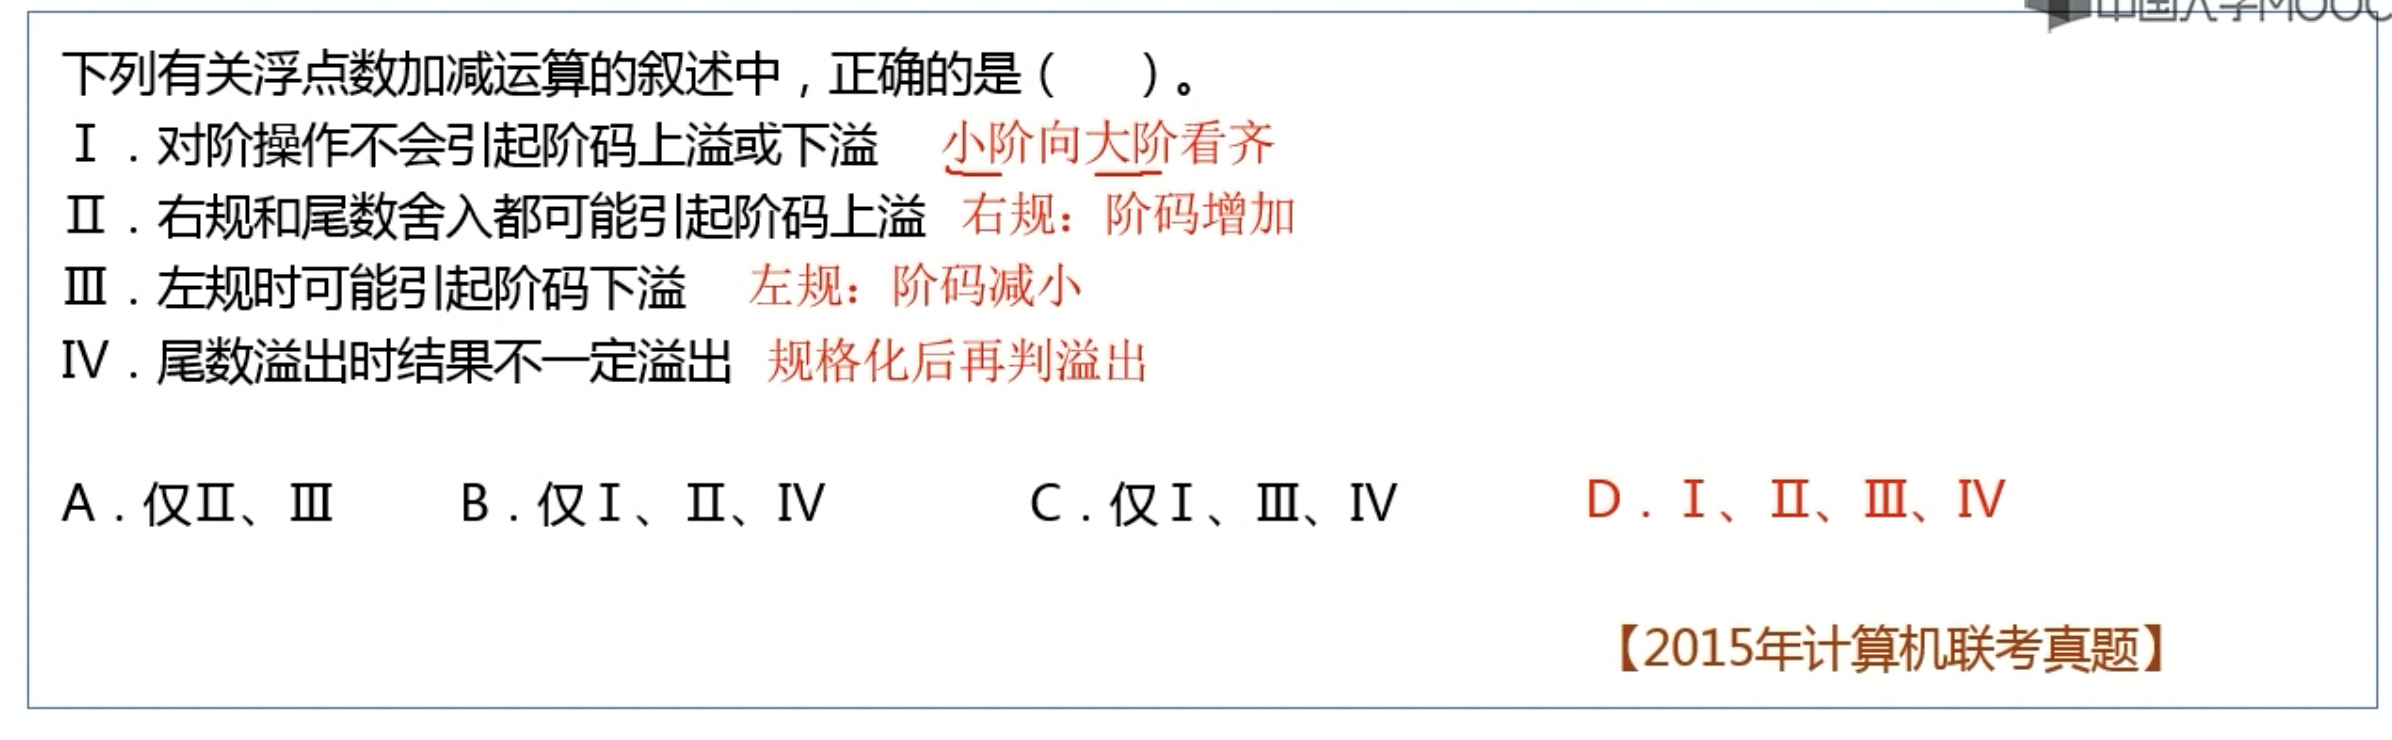 中国大学MOOC
下列有关浮点数加减运算的叙述中，正确的是（ ）。
Ⅰ．对阶操作不会引起阶码上溢或下溢 小阶向大阶看齐
Ⅱ．右规和尾数舍入都可能引起阶码上溢 右规：阶码增加
Ⅲ．左规时可能引起阶码下溢 左规：阶码减小
Ⅳ．尾数溢出时结果不一定溢出 规格化后再判溢出
A．仅Ⅱ、Ⅲ B．仅Ⅰ、Ⅱ、Ⅳ C．仅Ⅰ、Ⅲ、Ⅳ D．Ⅰ、Ⅱ、Ⅲ、Ⅳ
【2015年计算机联考真题】